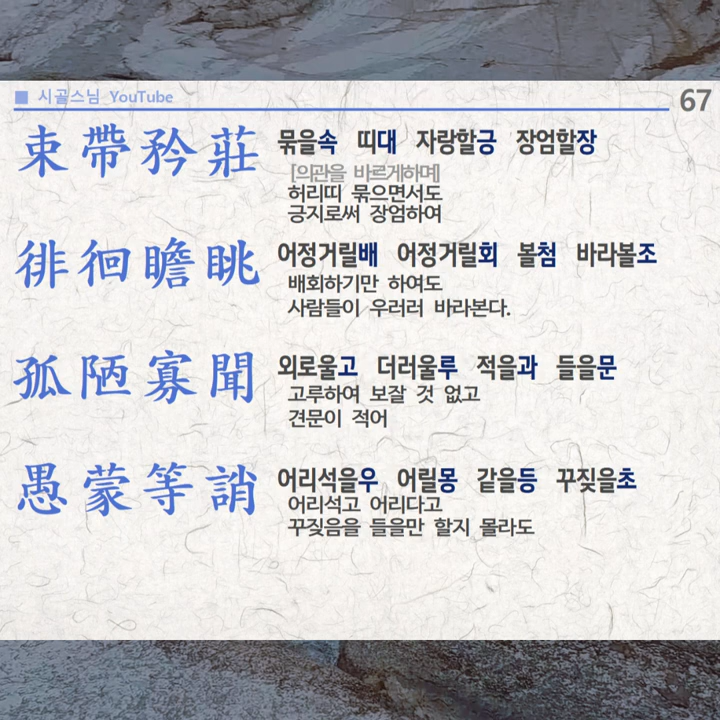 ■ 시골스님 YouTube
67
束帶矜莊 묶을속 띠대 자랑할긍 장엄할장
[의관을 바르게하며]
허리띠 묶으면서도
긍지로써 장엄하여
徘徊瞻眺 어정거릴배 어정거릴회 볼첨 바라볼조
배회하기만 하여도
사람들이 우러러 바라본다.
孤陋寡聞 외로울고 더러울루 적을과 들을문
고루하여 보잘 것 없고
견문이 적어
愚蒙等誚 어리석을우 어릴몽 같을등 꾸짖을초
어리석고 어리다고
꾸짖음을 들을만 할지 몰라도